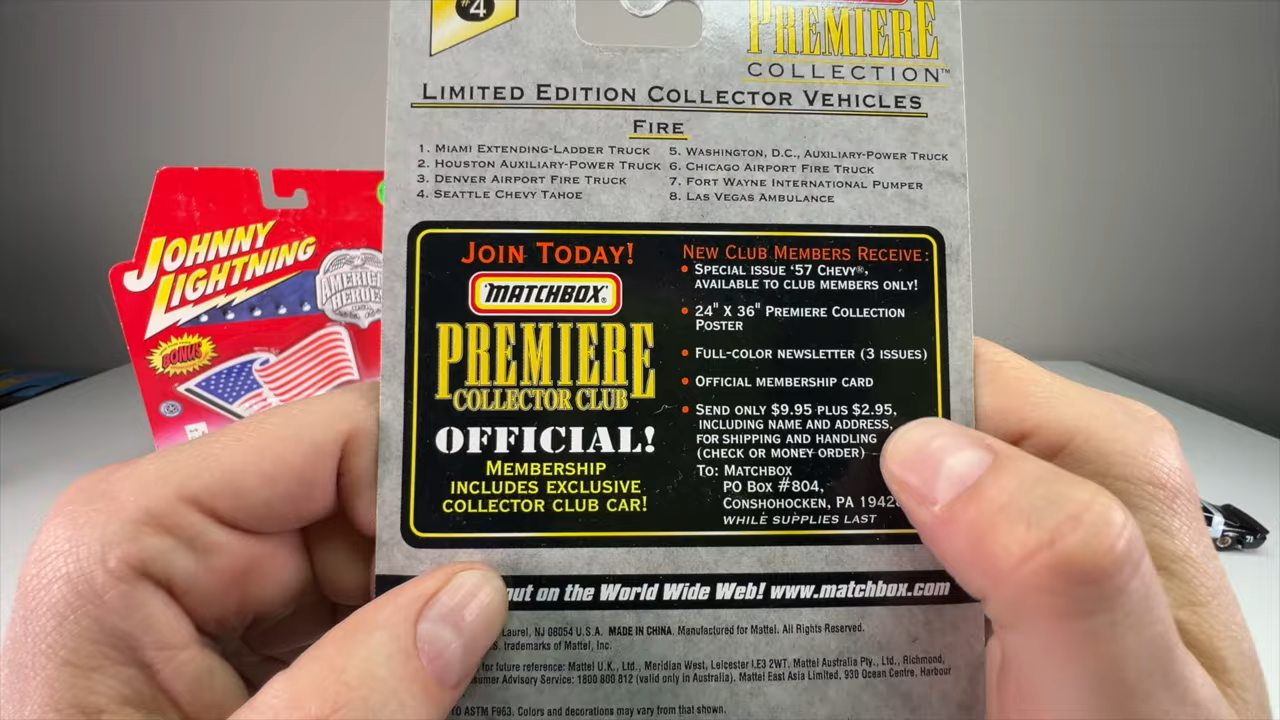 #4
PREMIERE
COLLECTION™
LIMITED EDITION COLLECTOR VEHICLES
FIRE
1. MIAMI EXTENDING-LADDER TRUCK
2. HOUSTON AUXILIARY-POWER TRUCK
3. DENVER AIRPORT FIRE TRUCK
4. SEATTLE CHEVY TAHOE
5. WASHINGTON, D.C., AUXILIARY-POWER TRUCK
6. CHICAGO AIRPORT FIRE TRUCK
7. FORT WAYNE INTERNATIONAL PUMPER
8. LAS VEGAS AMBULANCE
JOIN TODAY!
MATCHBOX®
PREMIERE
COLLECTOR CLUB
OFFICIAL!
MEMBERSHIP
INCLUDES EXCLUSIVE
COLLECTOR CLUB CAR!
NEW CLUB MEMBERS RECEIVE:
• SPECIAL ISSUE '57 CHEVY®,
AVAILABLE TO CLUB MEMBERS ONLY!
• 24" X 36" PREMIERE COLLECTION
POSTER
• FULL-COLOR NEWSLETTER (3 ISSUES)
• OFFICIAL MEMBERSHIP CARD
• SEND ONLY $9.95 PLUS $2.95,
INCLUDING NAME AND ADDRESS,
FOR SHIPPING AND HANDLING
(CHECK OR MONEY ORDER)
TO: MATCHBOX
PO BOX #804,
CONSHOHOCKEN, PA 1942
WHILE SUPPLIES LAST
out on the World Wide Web! www.matchbox.com
Laurel, NJ 08054 U.S.A. MADE IN CHINA. Manufactured for Mattel. All Rights Reserved.
S. trademarks of Mattel, Inc.
for future reference: Mattel U.K., Ltd., Meridian West, Leicester LE3 2WT. Mattel Australia Pty., Ltd., Richmond,
sumer Advisory Service: 1800 800 812 (valid only in Australia). Mattel East Asia Limited, 930 Ocean Centre, Harbour
TO ASTM F963. Colors and decorations may vary from that shown.
JOHNNY
LIGHTNING
AMERICA
HEROES
BONUS